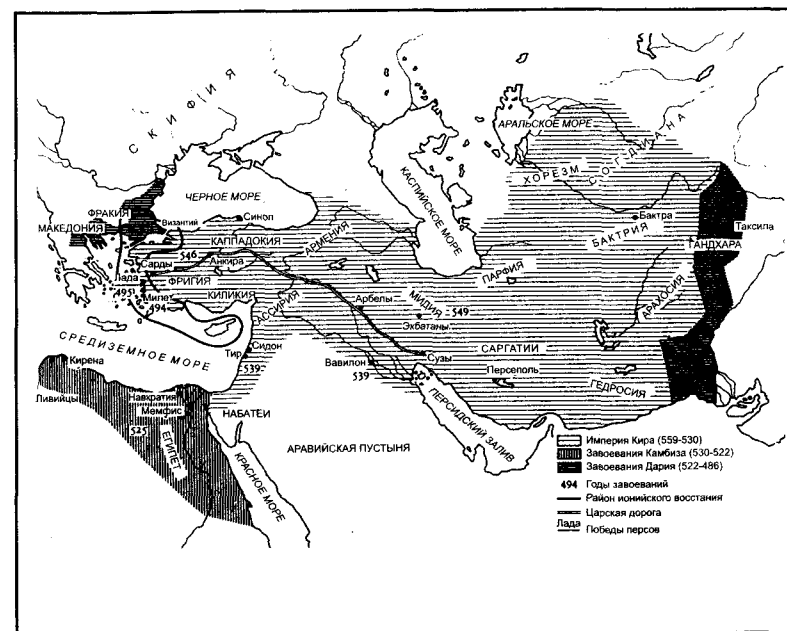 СКИФИЯ
АРАЛЬСКОЕ МОРЕ
СОГДИАНА
ХОРЕЗМ
КАСПИЙСКОЕ МОРЕ
ЧЕРНОЕ МОРЕ
ФРАКИЯ
Византий
Синоп
МАКЕДОНИЯ
Бактра
БАКТРИЯ
Таксила
ГАНДХАРА
КАППАДОКИЯ
АРМЕНИЯ
546
Сарды
Анкира
Лада
ФРИГИЯ
495
Милет
494
КИЛИКИЯ
АССИРИЯ
ПАРФИЯ
АРАХОСИЯ
Арбелы
МИДИЯ
549
Экбатаны
СРЕДИЗЕМНОЕ МОРЕ
Сидон
Тир
539
Вавилон
539
Сузы
САРГАТИИ
Персеполь
ГЕДРОСИЯ
Кирена
Ливийцы
Навкратия
Мемфис
525
ЕГИПЕТ
НАБАТЕИ
ПЕРСИДСКИЙ ЗАЛИВ
АРАВИЙСКАЯ ПУСТЫНЯ
КРАСНОЕ МОРЕ
Империя Кира (559-530)
Завоевания Камбиза (530-522)
Завоевания Дария (522-486)
494 Годы завоеваний
Район ионийского восстания
Царская дорога
Лада Победы персов